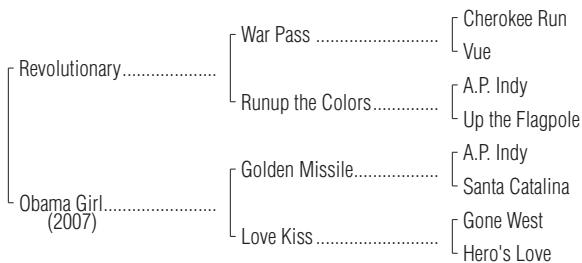 Cherokee Run
War Pass ........................
Vue
Revolutionary....................
A.P. Indy
Runup the Colors..............
Up the Flagpole
A.P. Indy
Golden Missile..................
Santa Catalina
Obama Girl........................
(2007)
Gone West
Love Kiss ..........................
Hero's Love